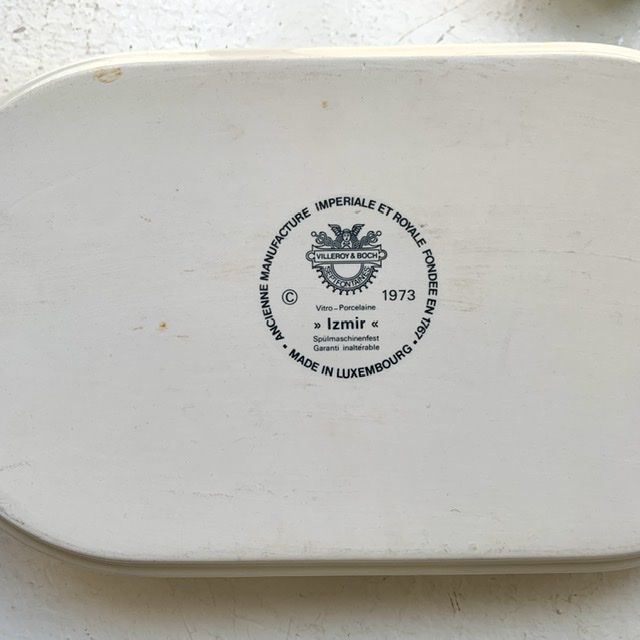 ANCIENNE MANUFACTURE IMPERIALE ET ROYALE FONDEE EN 1767
VILLEROY & BOCH
SEPTFONTAINES
© 1973
Vitro-Porcelaine
» Izmir «
Spülmaschinenfest
Garanti inaltérable
• MADE IN LUXEMBOURG •